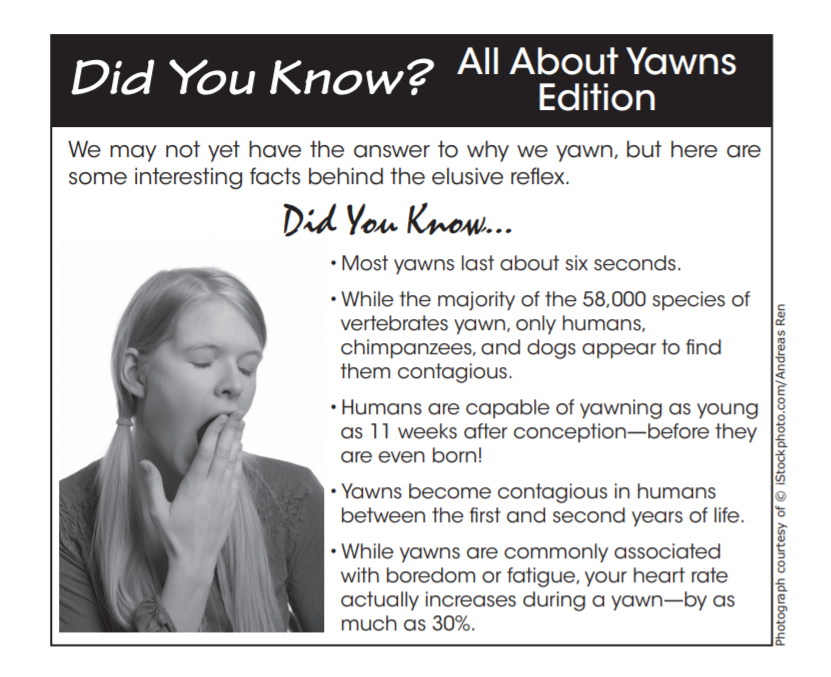 Did You Know? All About Yawns
Edition
We may not yet have the answer to why we yawn, but here are
some interesting facts behind the elusive reflex.
Did You Know...
• Most yawns last about six seconds.
• While the majority of the 58,000 species of
vertebrates yawn, only humans,
chimpanzees, and dogs appear to find
them contagious.
• Humans are capable of yawning as young
as 11 weeks after conception—before they
are even born!
• Yawns become contagious in humans
between the first and second years of life.
• While yawns are commonly associated
with boredom or fatigue, your heart rate
actually increases during a yawn—by as
much as 30%.
Photograph courtesy of © iStockphoto.com/Andreas Ren